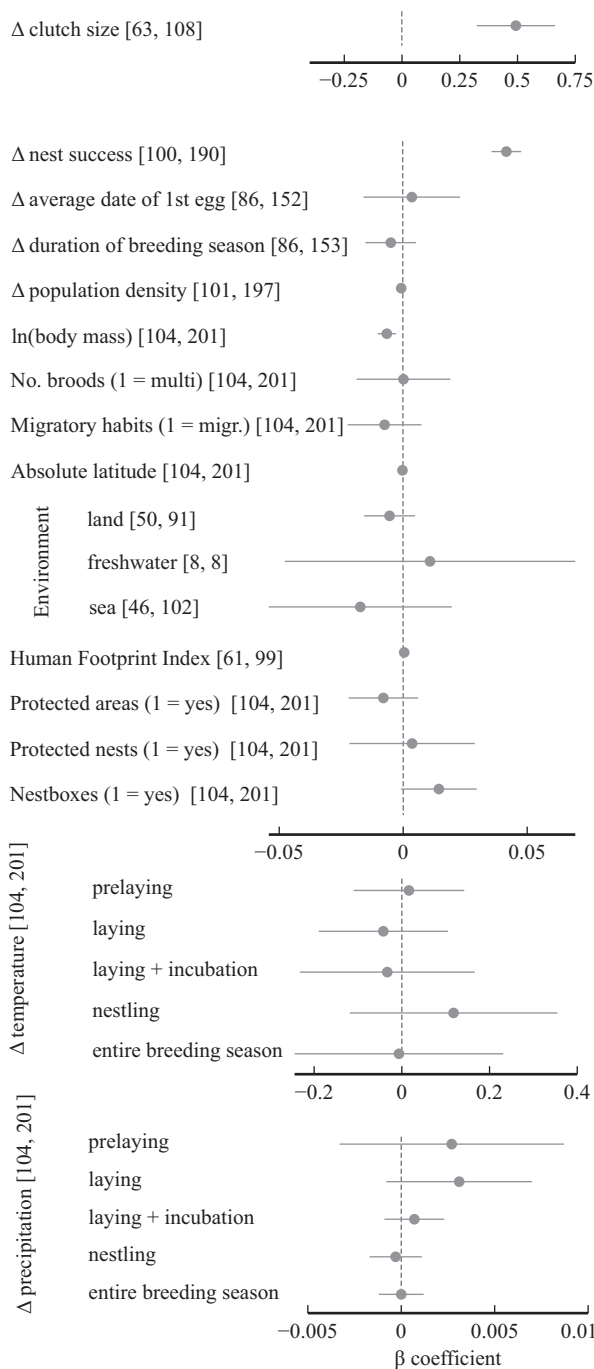 Δ clutch size [63, 108]
−0.25 0 0.25 0.5 0.75
Δ nest success [100, 190]
Δ average date of 1st egg [86, 152]
Δ duration of breeding season [86, 153]
Δ population density [101, 197]
ln(body mass) [104, 201]
No. broods (1 = multi) [104, 201]
Migratory habits (1 = migr.) [104, 201]
Absolute latitude [104, 201]
Environment
land [50, 91]
freshwater [8, 8]
sea [46, 102]
Human Footprint Index [61, 99]
Protected areas (1 = yes) [104, 201]
Protected nests (1 = yes) [104, 201]
Nestboxes (1 = yes) [104, 201]
−0.05 0 0.05
Δ temperature [104, 201]
prelaying
laying
laying + incubation
nestling
entire breeding season
−0.2 0 0.2 0.4
Δ precipitation [104, 201]
prelaying
laying
laying + incubation
nestling
entire breeding season
−0.005 0 0.005 0.01
β coefficient